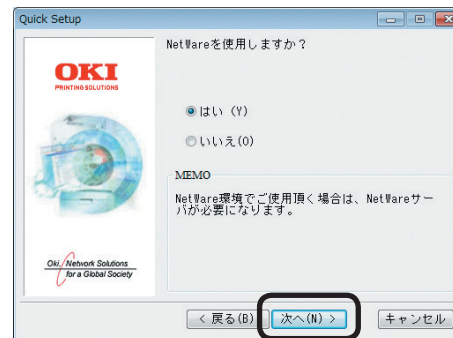 Quick Setup
NetWareを使用しますか？
OKI
PRINTING SOLUTIONS
はい (Y)
いいえ(O)
MEMO
NetWare環境でご使用頂く場合は、NetWareサー
バが必要になります。
Oki, Network Solutions
for a Global Society
< 戻る(B)
次へ(N) >
キャンセル